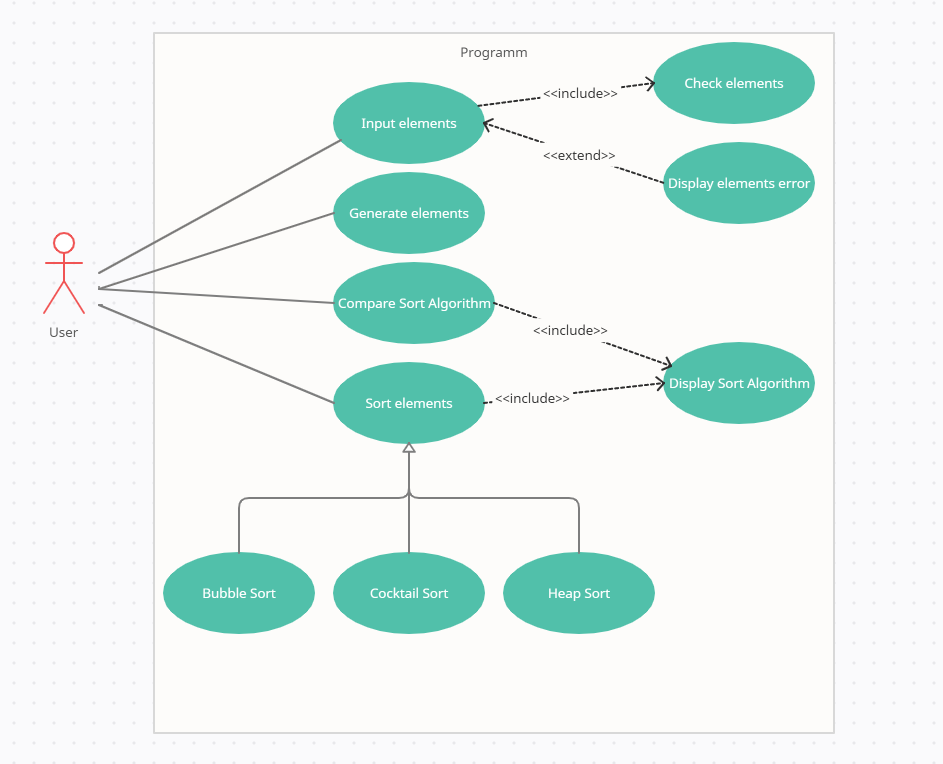 Programm
Check elements
<<include>>
Input elements
<<extend>>
Display elements error
Generate elements
Compare Sort Algorithm
User
<<include>>
Display Sort Algorithm
<<include>>
Sort elements
Bubble Sort
Cocktail Sort
Heap Sort